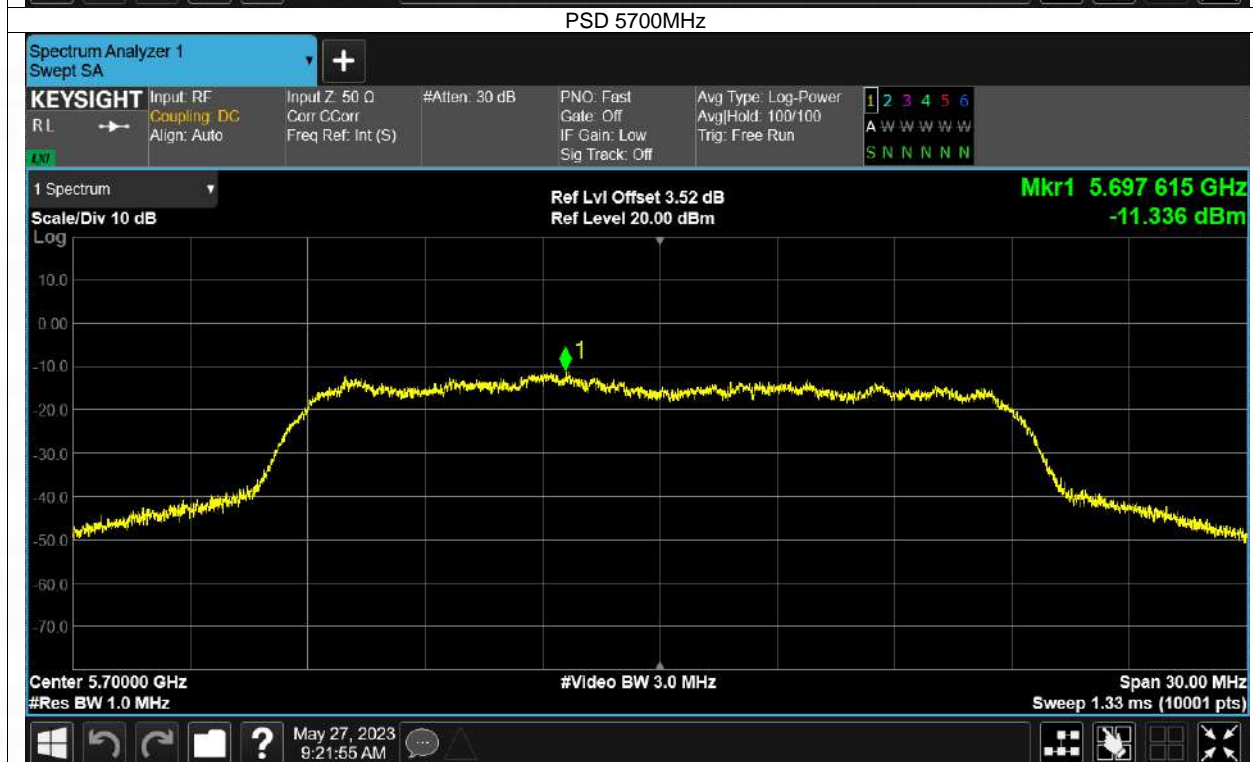 PSD 5700MHz
Spectrum Analyzer 1
Swept SA
+
KEYSIGHT
RL
LXI
Input: RF
Coupling: DC
Align: Auto
Input Z: 50 Ω
Corr CCorr
Freq Ref: Int (S)
#Atten: 30 dB
PNO: Fast
Gate: Off
IF Gain: Low
Sig Track: Off
Avg Type: Log-Power
Avg|Hold: 100/100
Trig: Free Run
1 2 3 4 5 6
A W W W W W
S N N N N N
1 Spectrum
Scale/Div 10 dB
Log
Ref Lvl Offset 3.52 dB
Ref Level 20.00 dBm
Mkr1 5.697 615 GHz
-11.336 dBm
10.0
0.00
-10.0
-20.0
-30.0
-40.0
-50.0
-60.0
-70.0
1
Center 5.70000 GHz
#Res BW 1.0 MHz
#Video BW 3.0 MHz
Span 30.00 MHz
Sweep 1.33 ms (10001 pts)
?
May 27, 2023
9:21:55 AM